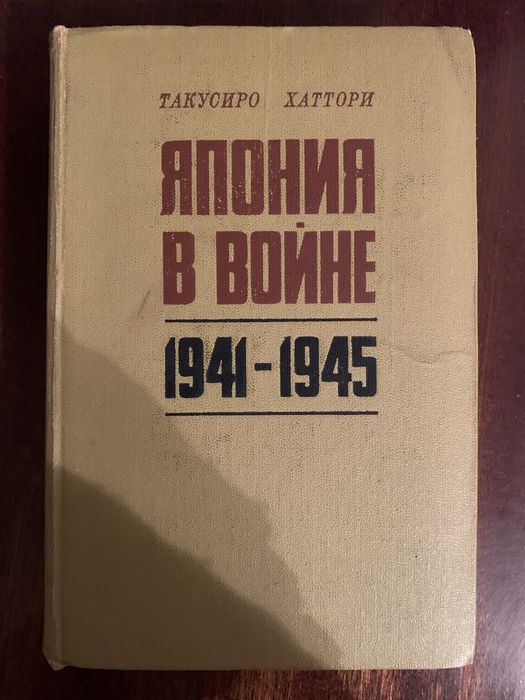 ТАКУСИРО ХАТТОРИ
ЯПОНИЯ
В ВОЙНЕ
1941-1945